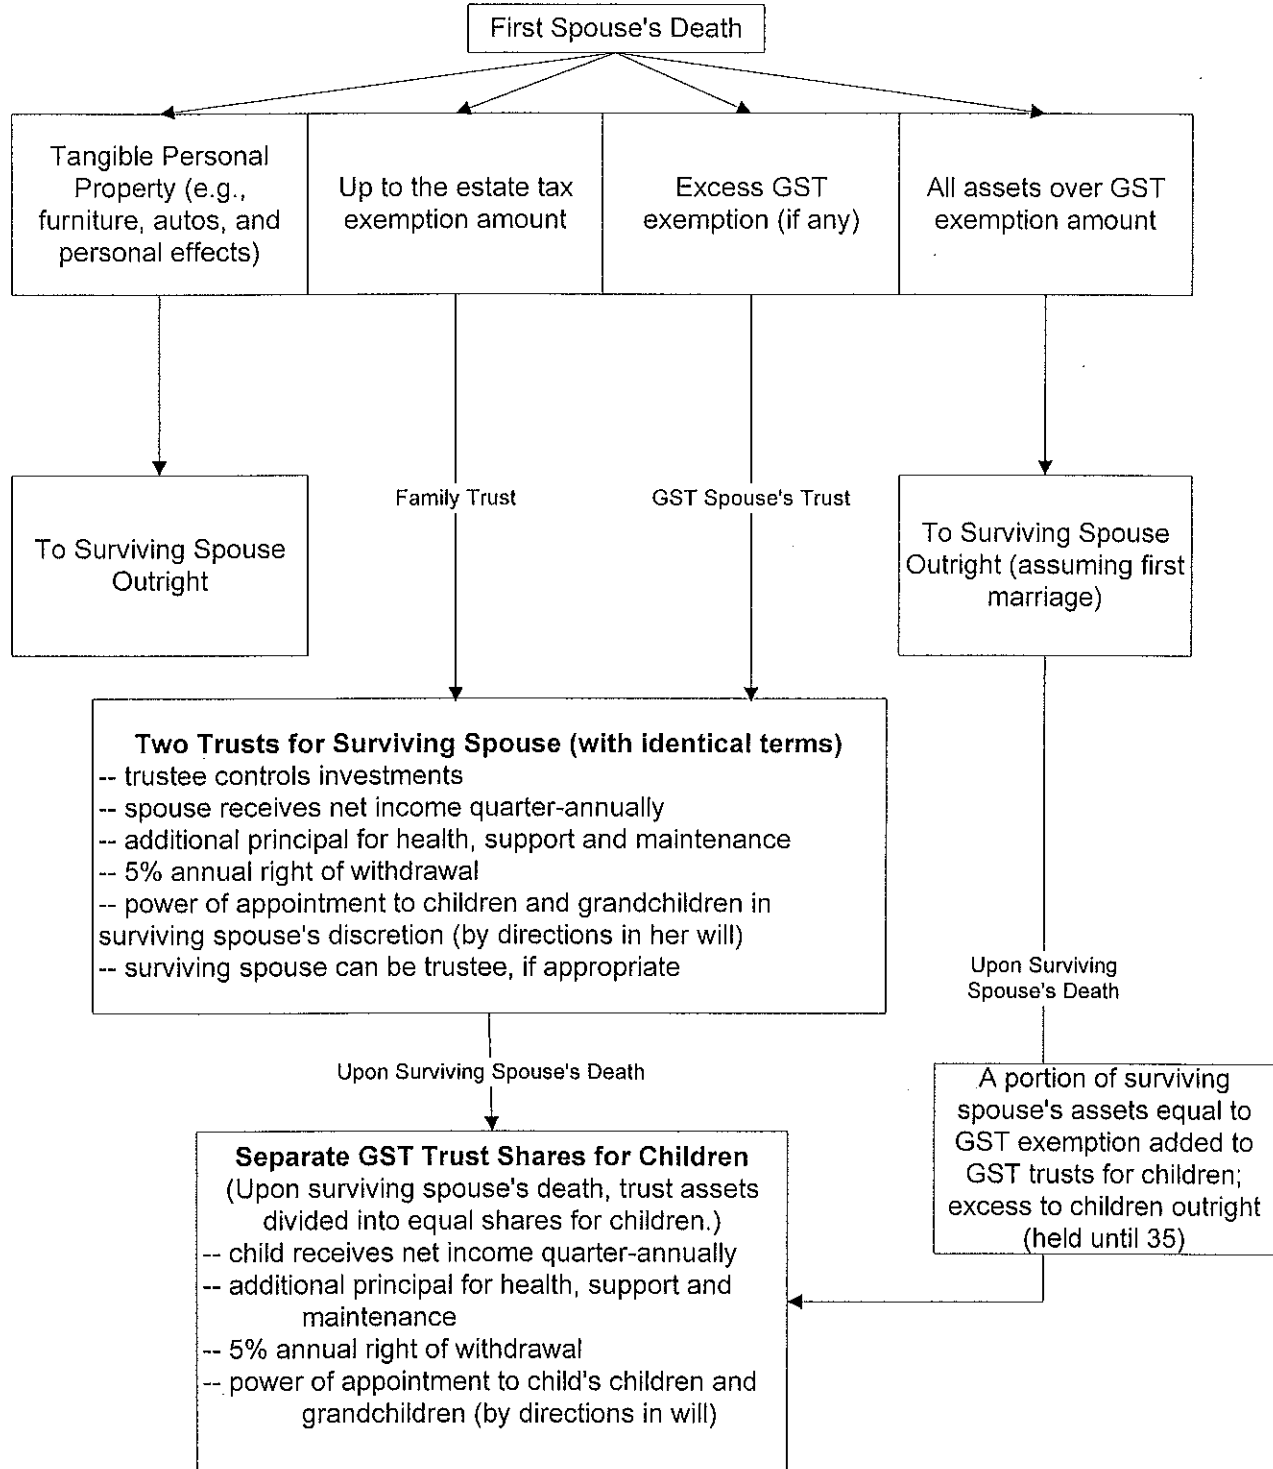 First Spouse's Death
Tangible Personal
Property (e.g.,
furniture, autos, and
personal effects)
Up to the estate tax
exemption amount
Excess GST
exemption (if any)
All assets over GST
exemption amount
To Surviving Spouse
Outright
Family Trust
GST Spouse's Trust
To Surviving Spouse
Outright (assuming first
marriage)
Two Trusts for Surviving Spouse (with identical terms)
-- trustee controls investments
-- spouse receives net income quarter-annually
-- additional principal for health, support and maintenance
-- 5% annual right of withdrawal
-- power of appointment to children and grandchildren in
surviving spouse's discretion (by directions in her will)
-- surviving spouse can be trustee, if appropriate
Upon Surviving
Spouse's Death
Upon Surviving Spouse's Death
A portion of surviving
spouse's assets equal to
GST exemption added to
GST trusts for children;
excess to children outright
(held until 35)
Separate GST Trust Shares for Children
(Upon surviving spouse's death, trust assets
divided into equal shares for children.)
-- child receives net income quarter-annually
-- additional principal for health, support and
maintenance
-- 5% annual right of withdrawal
-- power of appointment to child's children and
grandchildren (by directions in will)